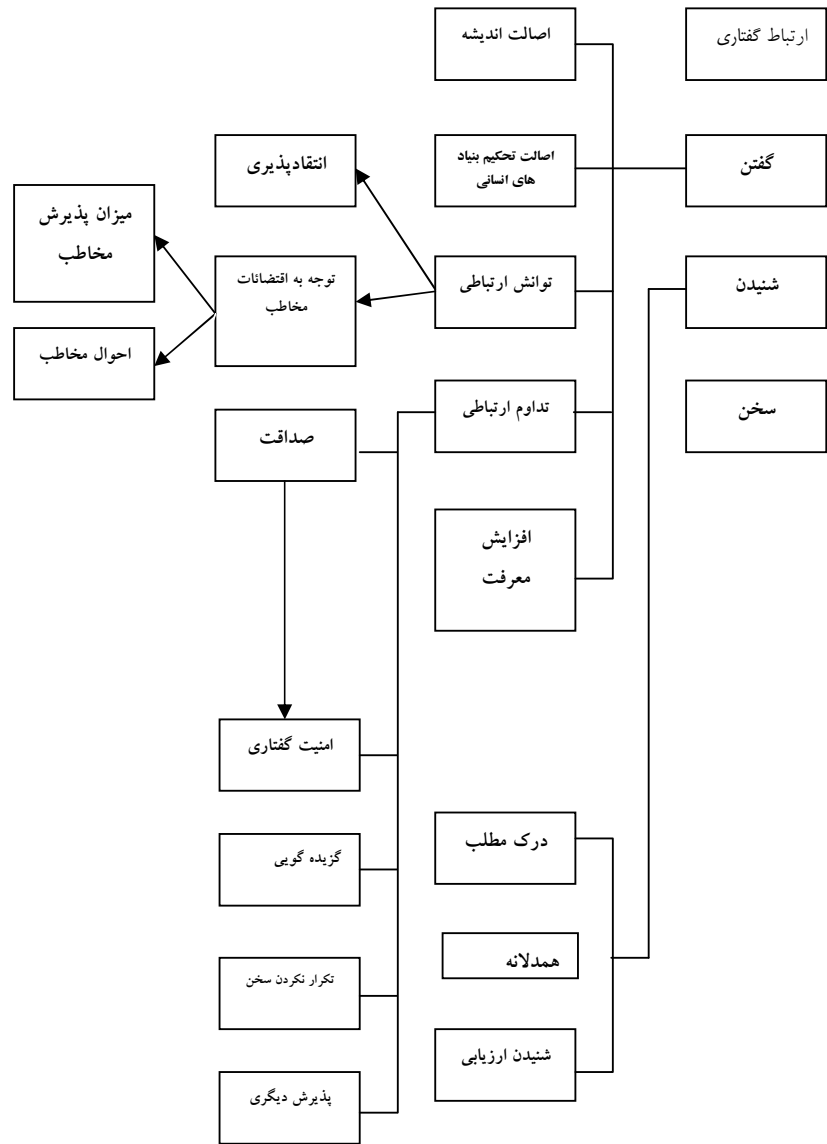 ارتباط گفتاری
گفتن
شنیدن
سخن
اصالت اندیشه
اصالت تحکیم بنیاد
های انسانی
توانش ارتباطی
تداوم ارتباطی
افزایش
معرفت
درک مطلب
همدلانه
شنیدن ارزیابی
انتقادپذیری
توجه به اقتضائات
مخاطب
صداقت
امنیت گفتاری
گزیده گویی
تکرار نکردن سخن
پذیرش دیگری
میزان پذیرش
مخاطب
احوال مخاطب